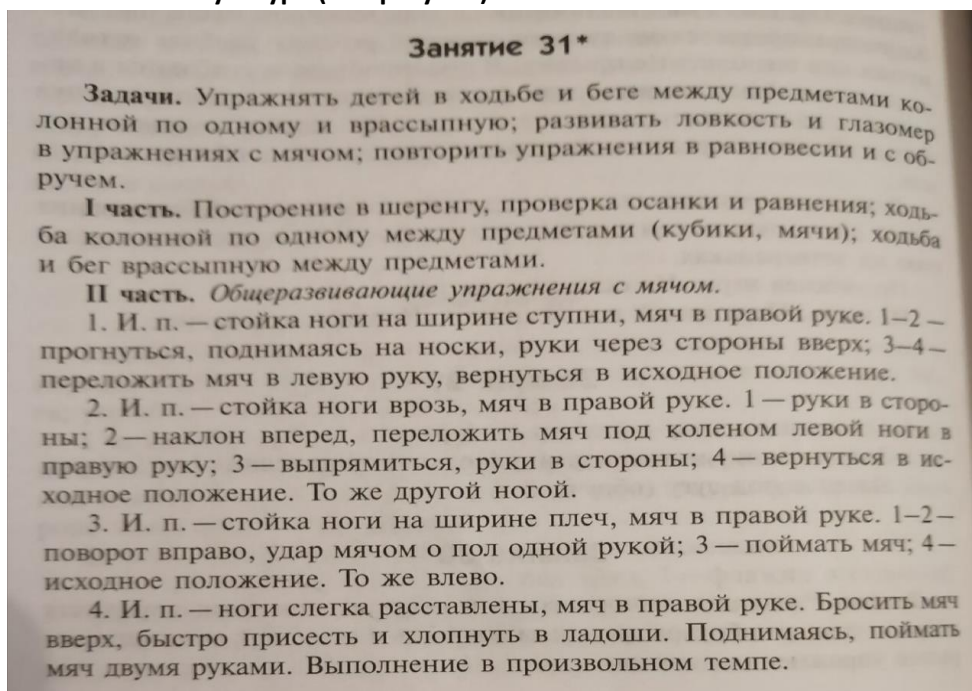 Занятие 31*
Задачи. Упражнять детей в ходьбе и беге между предметами ко-
лонной по одному и врассыпную; развивать ловкость и глазомер
в упражнениях с мячом; повторить упражнения в равновесии и с об-
ручем.
I часть. Построение в шеренгу, проверка осанки и равнения; ходь-
ба колонной по одному между предметами (кубики, мячи); ходьба
и бег врассыпную между предметами.
II часть. Общеразвивающие упражнения с мячом.
1. И. п. — стойка ноги на ширине ступни, мяч в правой руке. 1–2 —
прогнуться, поднимаясь на носки, руки через стороны вверх; 3–4 —
переложить мяч в левую руку, вернуться в исходное положение.
2. И. п. — стойка ноги врозь, мяч в правой руке. 1 — руки в сторо-
ны; 2 — наклон вперед, переложить мяч под коленом левой ноги в
правую руку; 3 — выпрямиться, руки в стороны; 4 — вернуться в ис-
ходное положение. То же другой ногой.
3. И. п. — стойка ноги на ширине плеч, мяч в правой руке. 1–2 —
поворот вправо, удар мячом о пол одной рукой; 3 — поймать мяч; 4 —
исходное положение. То же влево.
4. И. п. — ноги слегка расставлены, мяч в правой руке. Бросить мяч
вверх, быстро присесть и хлопнуть в ладоши. Поднимаясь, поймать
мяч двумя руками. Выполнение в произвольном темпе.